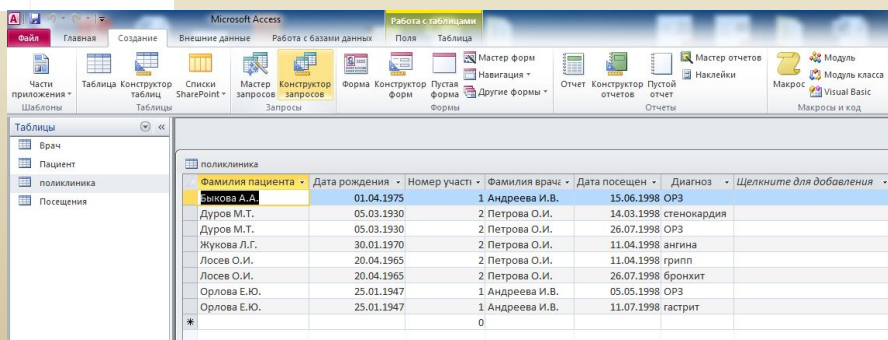 Microsoft Access
Работа с таблицами
Файл Главная Создание Внешние данные Работа с базами данных Поля Таблица
Части приложения
Шаблоны
Таблица Конструктор таблиц Списки SharePoint
Таблицы
Мастер запросов Конструктор запросов
Запросы
Форма Конструктор форм Пустая форма Мастер форм Навигация Другие формы
Формы
Отчет Конструктор отчетов Пустой отчет Мастер отчетов Наклейки
Отчеты
Макрос Модуль Модуль класса Visual Basic
Макросы и код
Таблицы
Врач
Пациент
поликлиника
Посещения
поликлиника
Фамилия пациента Дата рождения Номер участı Фамилия врача Дата посещен Диагноз Щелкните для добавления
Быкова А.А. 01.04.1975 1 Андреева И.В. 15.06.1998 ОРЗ
Дуров М.Т. 05.03.1930 2 Петрова О.И. 14.03.1998 стенокардия
Дуров М.Т. 05.03.1930 2 Петрова О.И. 26.07.1998 ОРЗ
Жукова Л.Г. 30.01.1970 2 Петрова О.И. 11.04.1998 ангина
Лосев О.И. 20.04.1965 2 Петрова О.И. 11.04.1998 грипп
Лосев О.И. 20.04.1965 2 Петрова О.И. 26.07.1998 бронхит
Орлова Е.Ю. 25.01.1947 1 Андреева И.В. 05.05.1998 ОРЗ
Орлова Е.Ю. 25.01.1947 1 Андреева И.В. 11.07.1998 гастрит
0